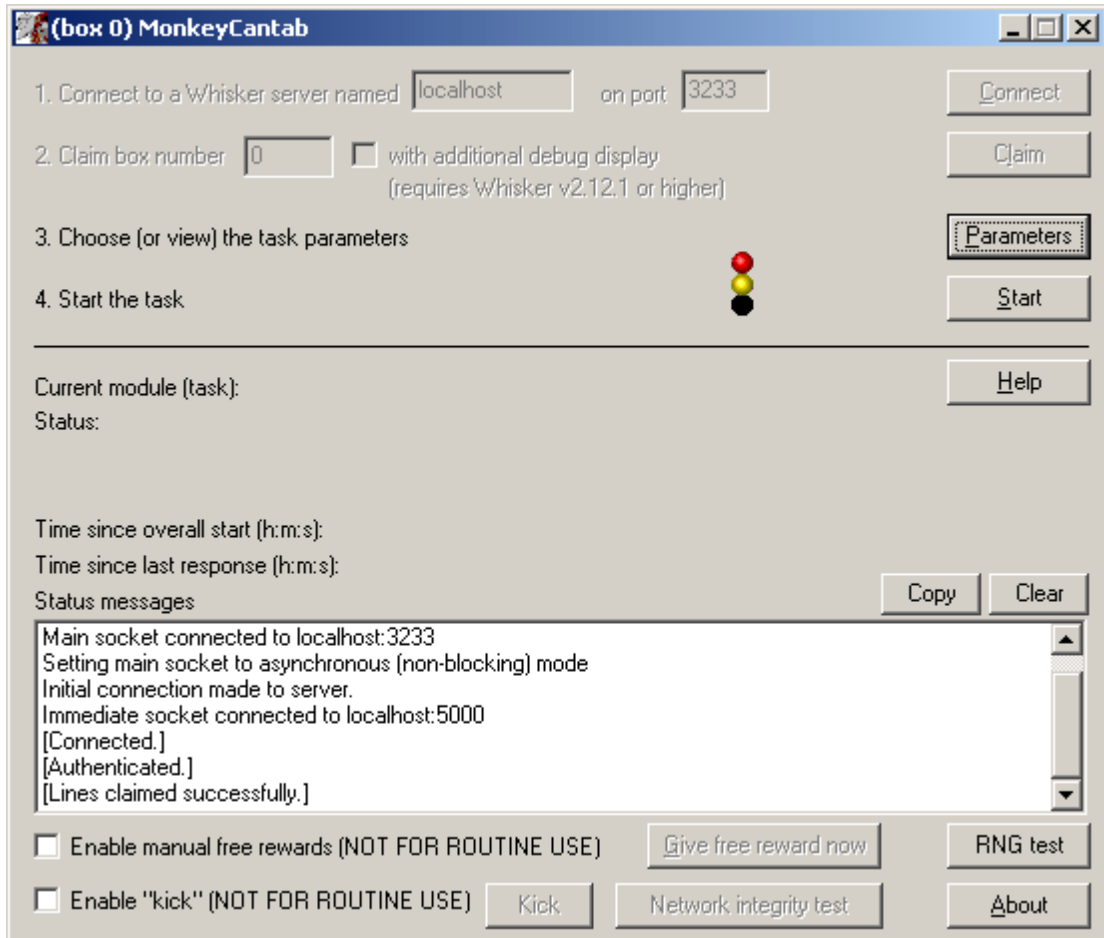 (box 0) MonkeyCantab
1. Connect to a Whisker server named localhost on port 3233 Connect
2. Claim box number 0 with additional debug display Claim
(requires Whisker v2.12.1 or higher)
3. Choose (or view) the task parameters Parameters
4. Start the task Start
Current module (task): Help
Status:
Time since overall start (h:m:s):
Time since last response (h:m:s):
Status messages Copy Clear
Main socket connected to localhost:3233
Setting main socket to asynchronous (non-blocking) mode
Initial connection made to server.
Immediate socket connected to localhost:5000
[Connected.]
[Authenticated.]
[Lines claimed successfully.]
Enable manual free rewards (NOT FOR ROUTINE USE) Give free reward now RNG test
Enable "kick" (NOT FOR ROUTINE USE) Kick Network integrity test About